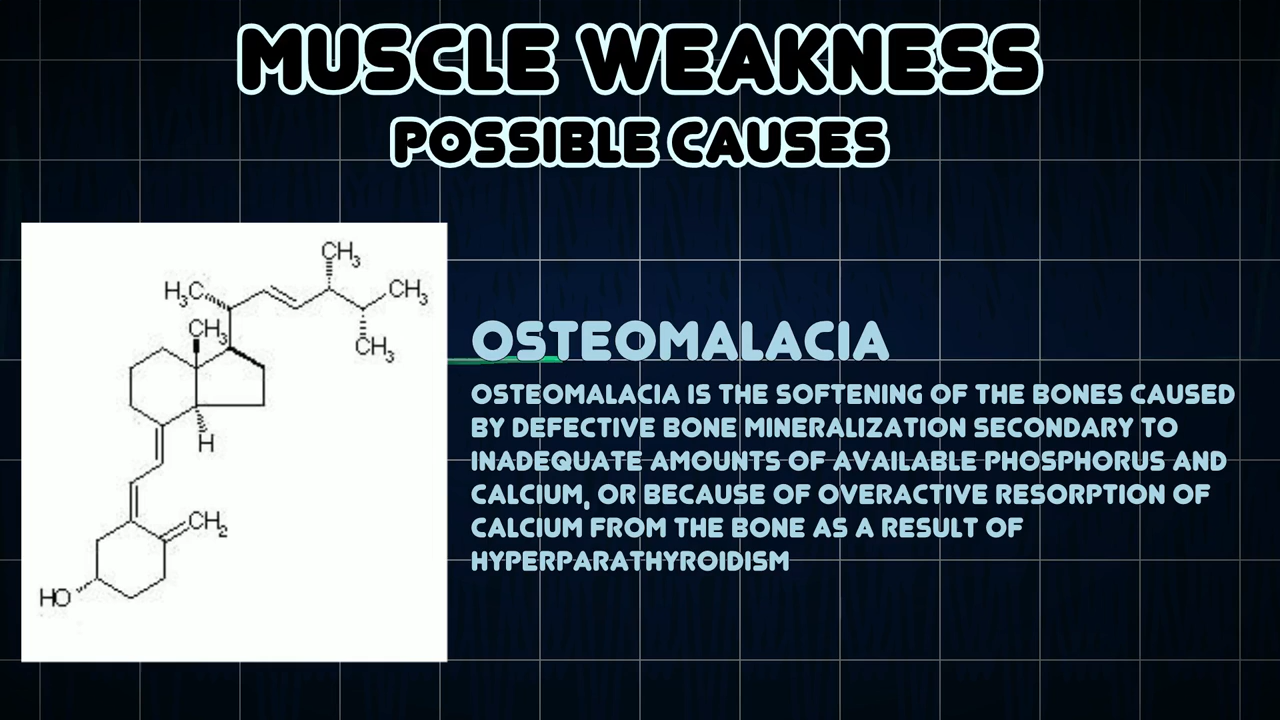 MUSCLE WEAKNESS
POSSIBLE CAUSES
CH3
H3C
CH3
CH3
CH3
H
CH2
HO
OSTEOMALACIA
OSTEOMALACIA IS THE SOFTENING OF THE BONES CAUSED
BY DEFECTIVE BONE MINERALIZATION SECONDARY TO
INADEQUATE AMOUNTS OF AVAILABLE PHOSPHORUS AND
CALCIUM, OR BECAUSE OF OVERACTIVE RESORPTION OF
CALCIUM FROM THE BONE AS A RESULT OF
HYPERPARATHYROIDISM